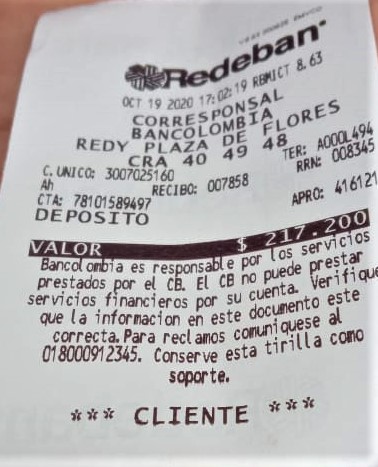 Redeban
OCT 19 2020 17:02:19 RBMICT 8.63
CORRESPONSAL
BANCOLOMBIA
REDY PLAZA DE FLORES
CRA 40 49 48
C. UNICO: 3007025160 TER: A000L494
Ah RECIBO: 007858 RRN: 008345
CTA: 78101589497 APRO: 416121
DEPOSITO
VALOR $ 217.200
Bancolombia es responsable por los servicios
prestados por el CB. El CB no puede prestar
servicios financieros por su cuenta. Verifique
que la informacion en este documento este
correcta. Para reclamos comuniquese al
018000912345. Conserve esta tirilla como
soporte.
*** CLIENTE ***